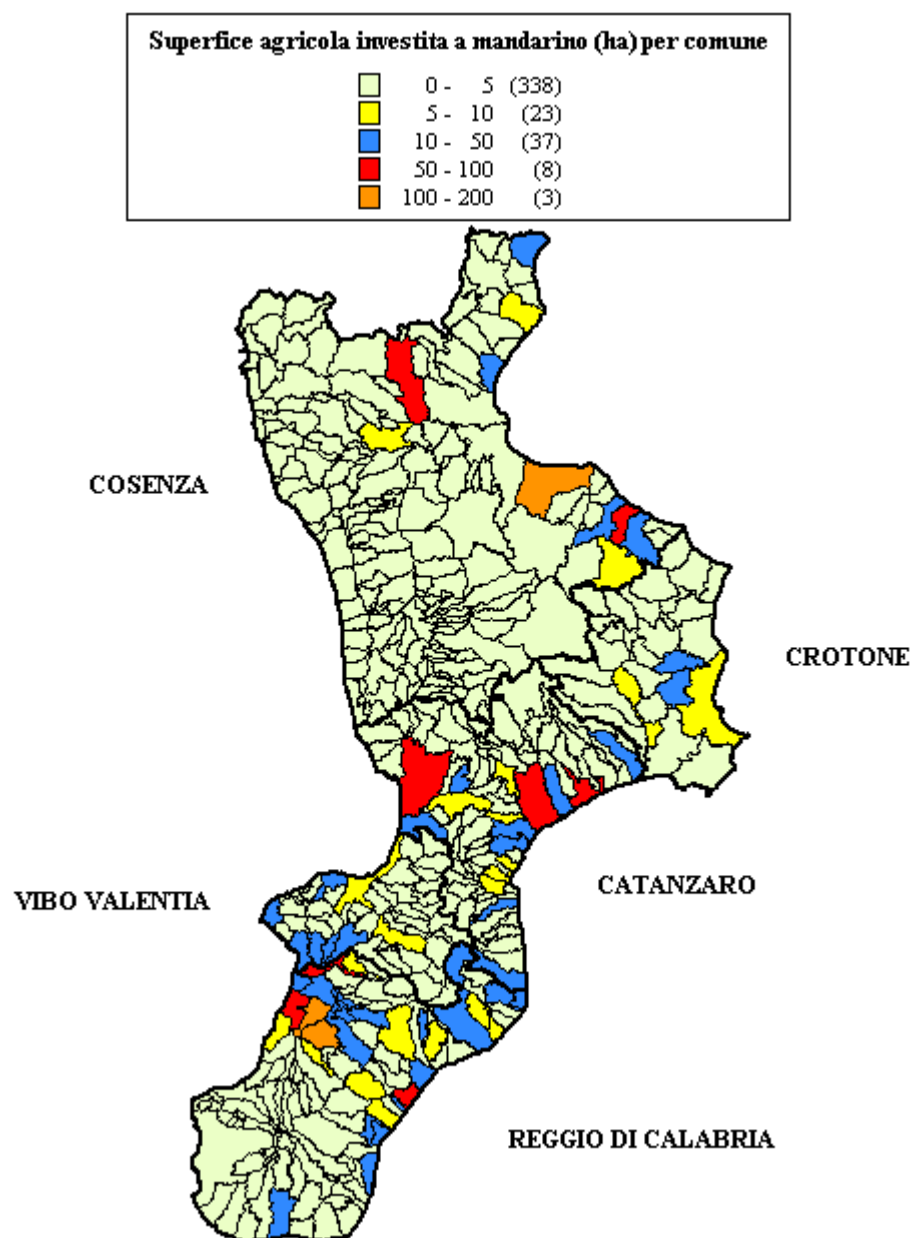 Superfice agricola investita a mandarino (ha) per comune
0 - 5 (338)
5 - 10 (23)
10 - 50 (37)
50 - 100 (8)
100 - 200 (3)
COSENZA
CROTONE
CATANZARO
VIBO VALENTIA
REGGIO DI CALABRIA